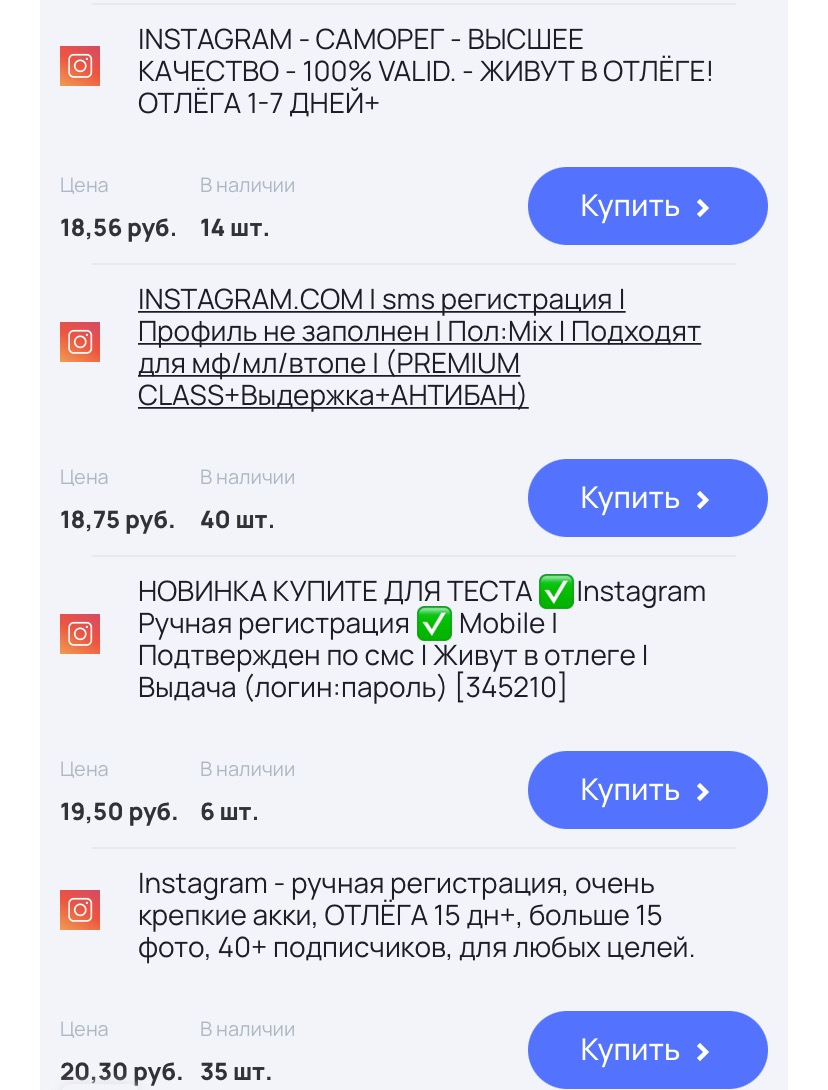 INSTAGRAM - САМОРЕГ - ВЫСШЕЕ
КАЧЕСТВО - 100% VALID. - ЖИВУТ В ОТЛЁГЕ!
ОТЛЁГА 1-7 ДНЕЙ+
Цена
В наличии
18,56 руб.
14 шт.
Купить
INSTAGRAM.COM | sms регистрация |
Профиль не заполнен | Пол:Mix | Подходят
для мф/мл/втопе | (PREMIUM
CLASS+Выдержка+АНТИБАН)
Цена
В наличии
18,75 руб.
40 шт.
Купить
НОВИНКА КУПИТЕ ДЛЯ ТЕСТА ✅Instagram
Ручная регистрация ✅ Mobile |
Подтвержден по смс | Живут в отлеге |
Выдача (логин:пароль) [345210]
Цена
В наличии
19,50 руб.
6 шт.
Купить
Instagram - ручная регистрация, очень
крепкие акки, ОТЛЁГА 15 дн+, больше 15
фото, 40+ подписчиков, для любых целей.
Цена
В наличии
20,30 руб.
35 шт.
Купить